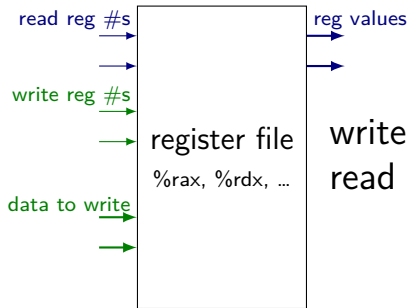 read reg #s
reg values
write reg #s
register file
%rax, %rdx, ...
write
read
data to write